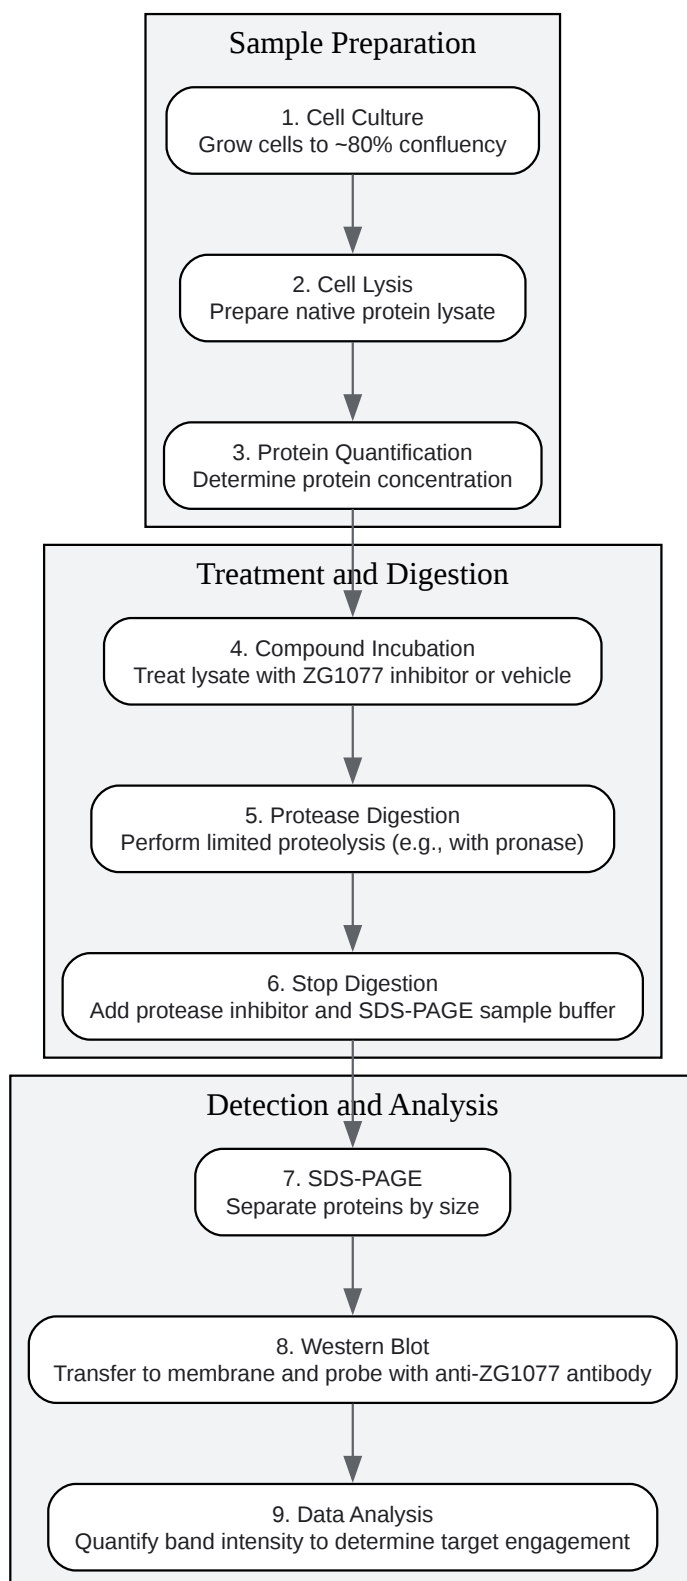 Sample Preparation
1. Cell Culture
Grow cells to ~80% confluency
2. Cell Lysis
Prepare native protein lysate
3. Protein Quantification
Determine protein concentration
Treatment and Digestion
4. Compound Incubation
Treat lysate with ZG1077 inhibitor or vehicle
5. Protease Digestion
Perform limited proteolysis (e.g., with pronase)
6. Stop Digestion
Add protease inhibitor and SDS-PAGE sample buffer
Detection and Analysis
7. SDS-PAGE
Separate proteins by size
8. Western Blot
Transfer to membrane and probe with anti-ZG1077 antibody
9. Data Analysis
Quantify band intensity to determine target engagement